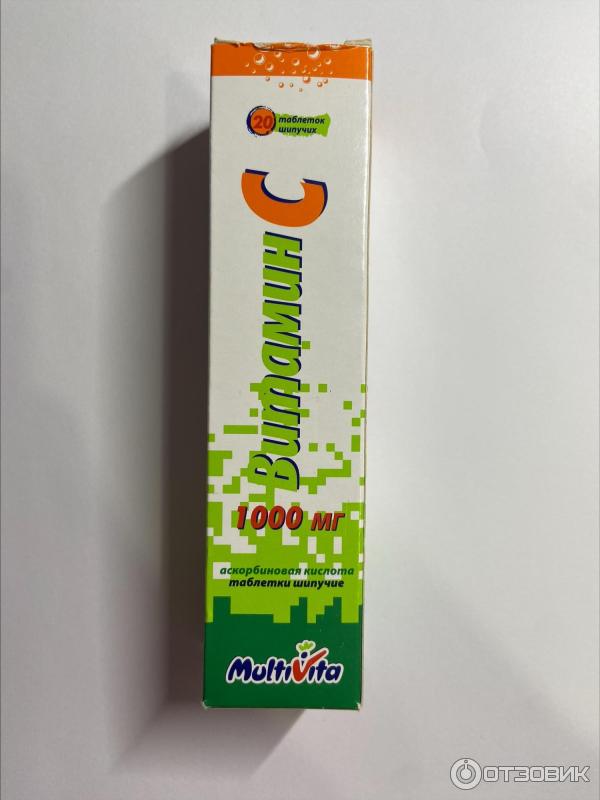 20
таблеток
шипучих
Витамин С
1000 мг
аскорбиновая кислота
таблетки шипучие
MultiVita
ОТЗОВИК